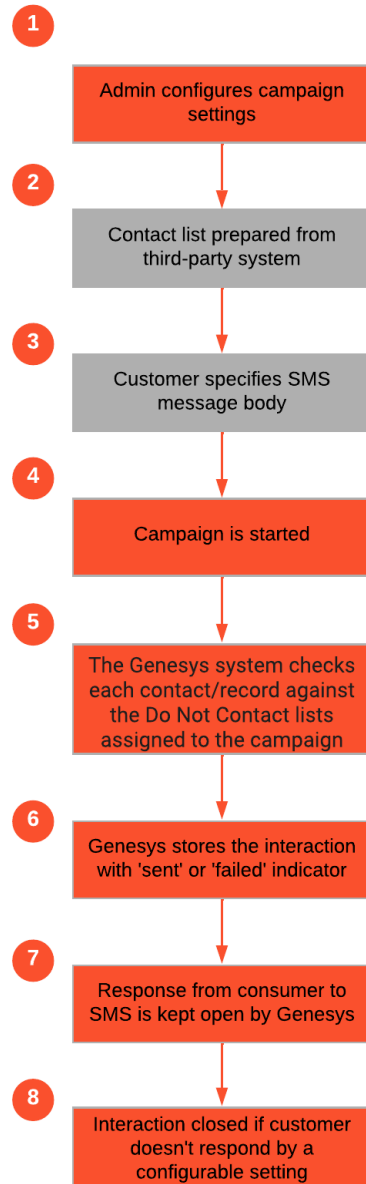 1
Admin configures campaign
settings
2
Contact list prepared from
third-party system
3
Customer specifies SMS
message body
4
Campaign is started
5
The Genesys system checks
each contact/record against
the Do Not Contact lists
assigned to the campaign
6
Genesys stores the interaction
with 'sent' or 'failed' indicator
7
Response from consumer to
SMS is kept open by Genesys
8
Interaction closed if customer
doesn't respond by a
configurable setting